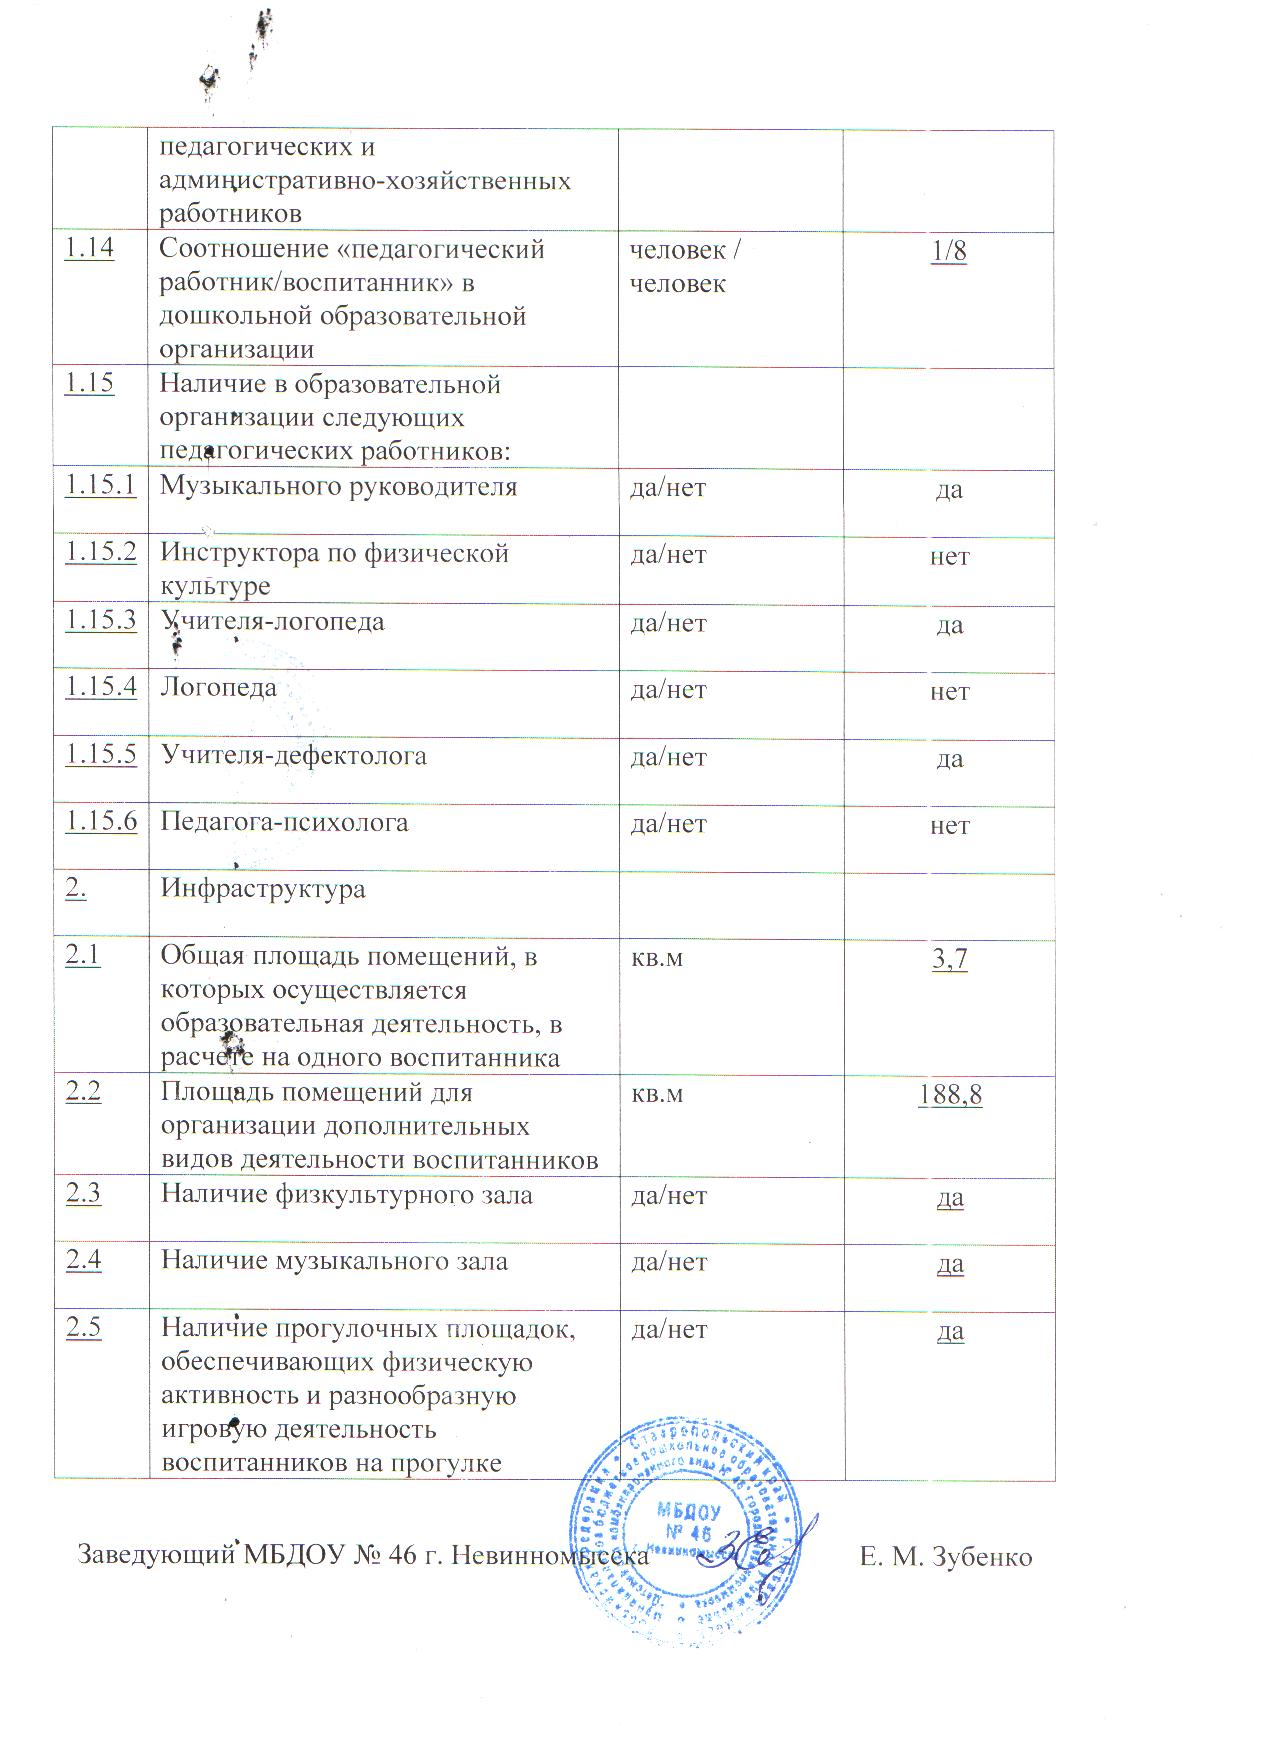 педагогических и
административно-хозяйственных
работников
1.14 Соотношение «педагогический человек / 1/8
работник/воспитанник» в человек
дошкольной образовательной
организации
1.15 Наличие в образовательной
организации следующих
педагогических работников:
1.15.1 Музыкального руководителя да/нет да
1.15.2 Инструктора по физической да/нет нет
культуре
1.15.3 Учителя-логопеда да/нет да
1.15.4 Логопеда да/нет нет
1.15.5 Учителя-дефектолога да/нет да
1.15.6 Педагога-психолога да/нет нет
2. Инфраструктура
2.1 Общая площадь помещений, в кв.м 3,7
которых осуществляется
образовательная деятельность, в
расчете на одного воспитанника
2.2 Площадь помещений для кв.м 188,8
организации дополнительных
видов деятельности воспитанников
2.3 Наличие физкультурного зала да/нет да
2.4 Наличие музыкального зала да/нет да
2.5 Наличие прогулочных площадок, да/нет да
обеспечивающих физическую
активность и разнообразную
игровую деятельность
воспитанников на прогулке
Ставропольский край
МБДОУ
№ 46
Заведующий МБДОУ № 46 г. Невинномысска Е. М. Зубенко